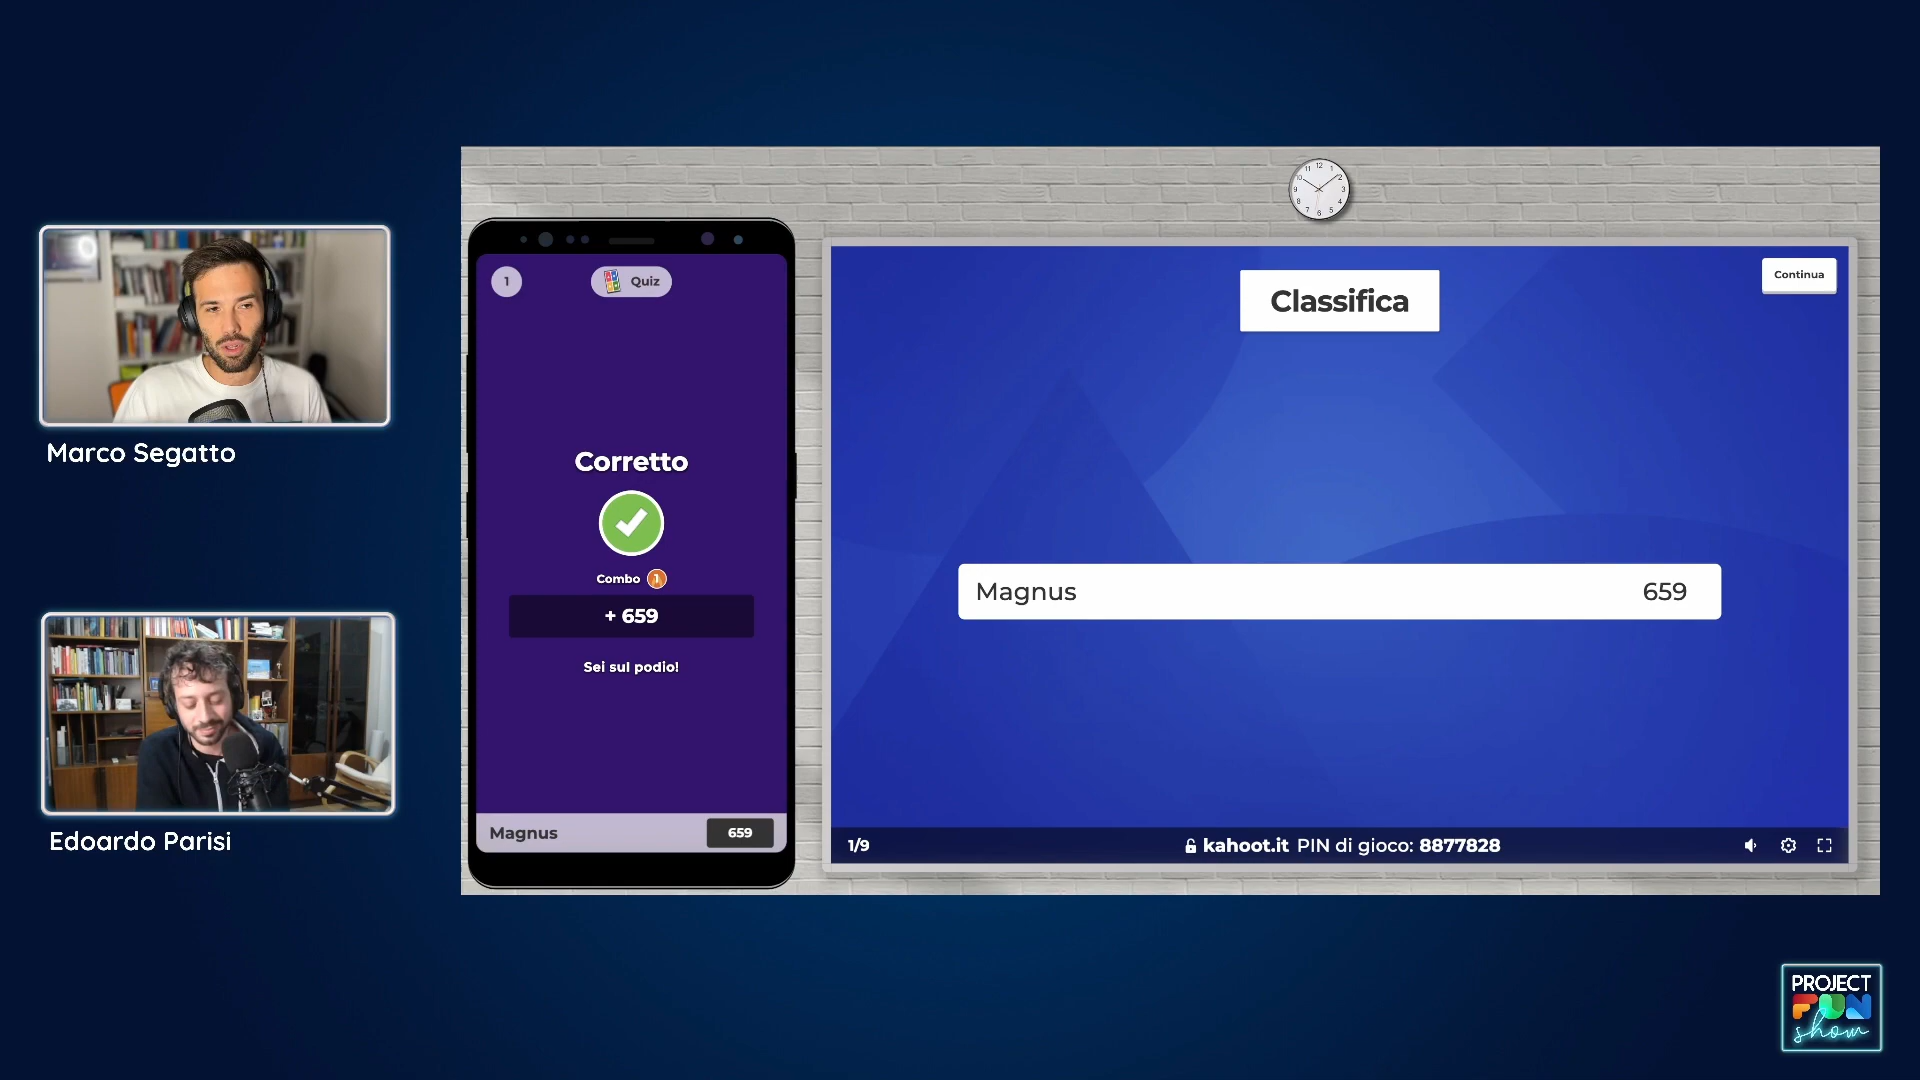 Marco Segatto
Edoardo Parisi
1
Quiz
Corretto
Combo 1
+ 659
Sei sul podio!
Magnus 659
Classifica
Continua
Magnus 659
1/9
kahoot.it PIN di gioco: 8877828
PROJECT
FUN
show